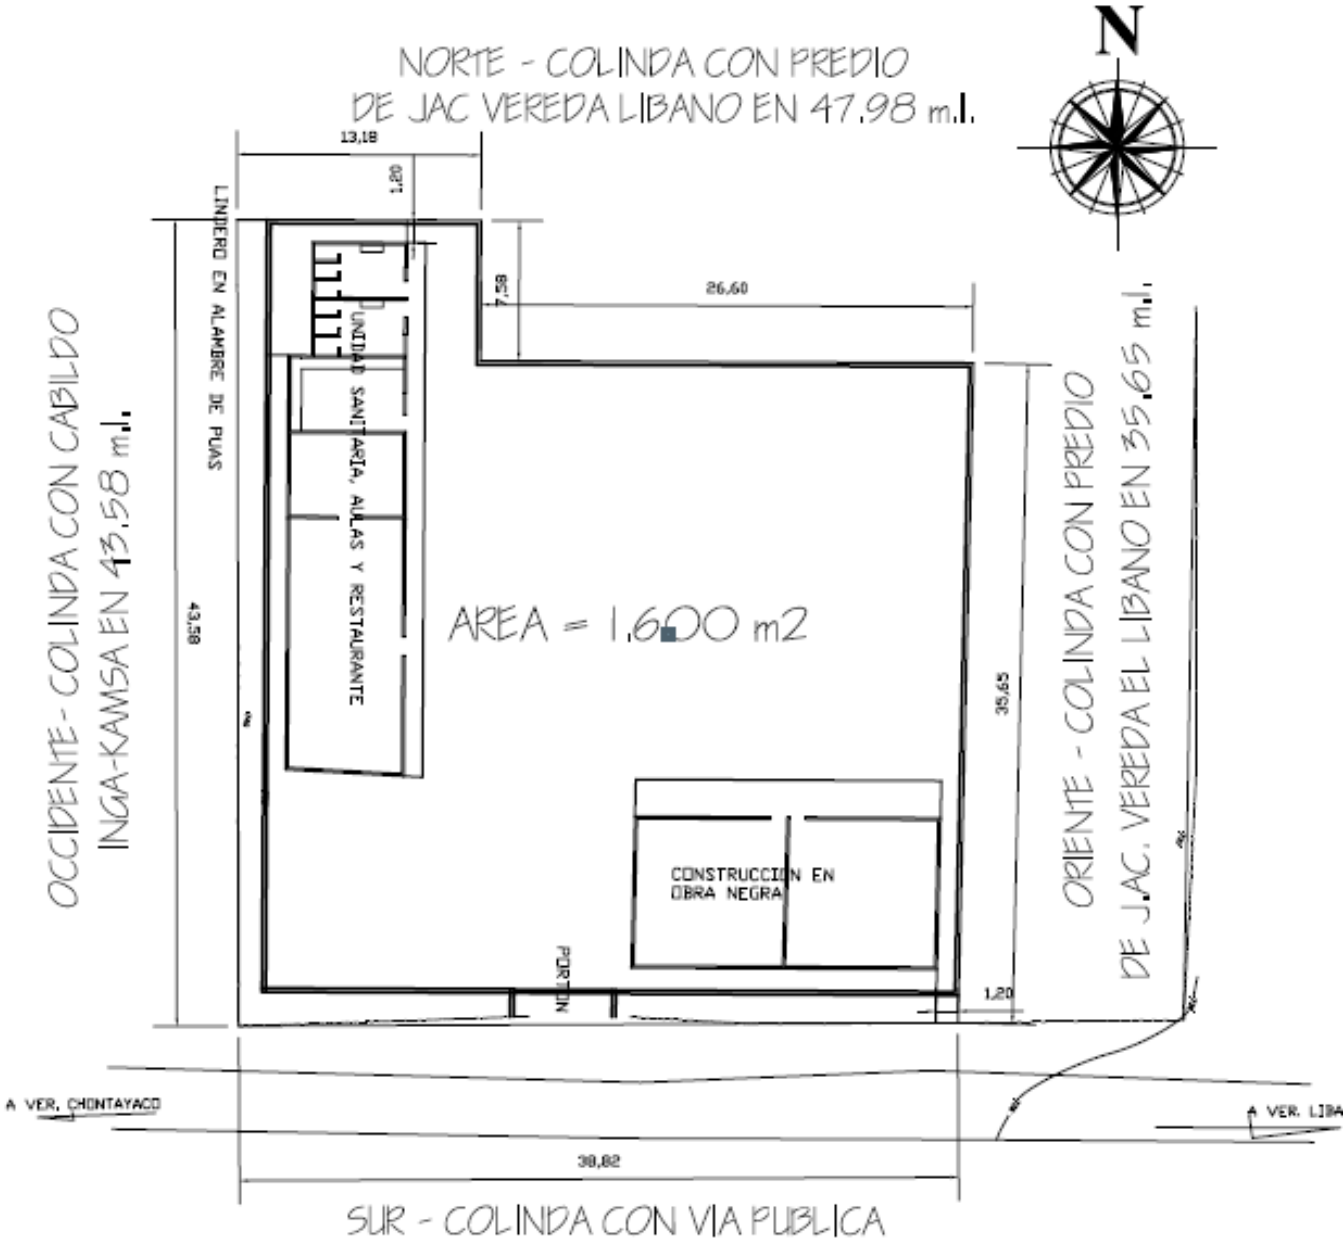 N
NORTE - COLINDA CON PREDIO
DE JAC VEREDA LIBANO EN 47.98 m.l.
13,18
1,20
LINDERO EN ALAMBRE DE PUAS
7,58
26,60
OCCIDENTE - COLINDA CON CABILDO
INGA-KAMSA EN 43.58 m.l.
43,58
UNIDAD SANITARIA, AULAS Y RESTAURANTE
AREA = 1.600 m2
35,65
ORIENTE - COLINDA CON PREDIO
DE J.AC. VEREDA EL LIBANO EN 35.65 m.l.
CONSTRUCCION EN
OBRA NEGRA
PORTON
1,20
A VER. CHONTAYACO
A VER. LIBA
38,82
SUR - COLINDA CON VIA PUBLICA